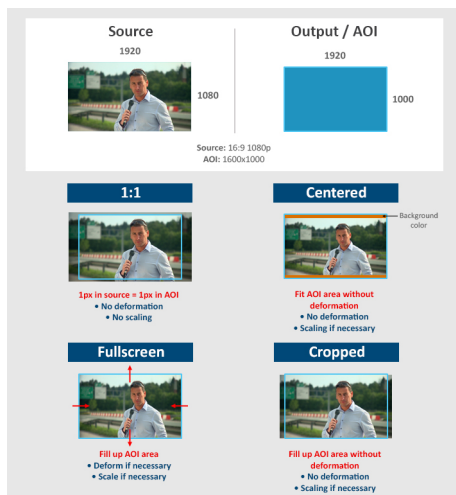 Source
Output / AOI
1920
1920
1080
1000
Source: 16:9 1080p
AOI: 1600x1000
1:1
Centered
Background
color
1px in source = 1px in AOI
• No deformation
• No scaling
Fit AOI area without
deformation
• No deformation
• Scaling if necessary
Fullscreen
Cropped
Fill up AOI area
• Deform if necessary
• Scale if necessary
Fill up AOI area without
deformation
• No deformation
• Scaling if necessary